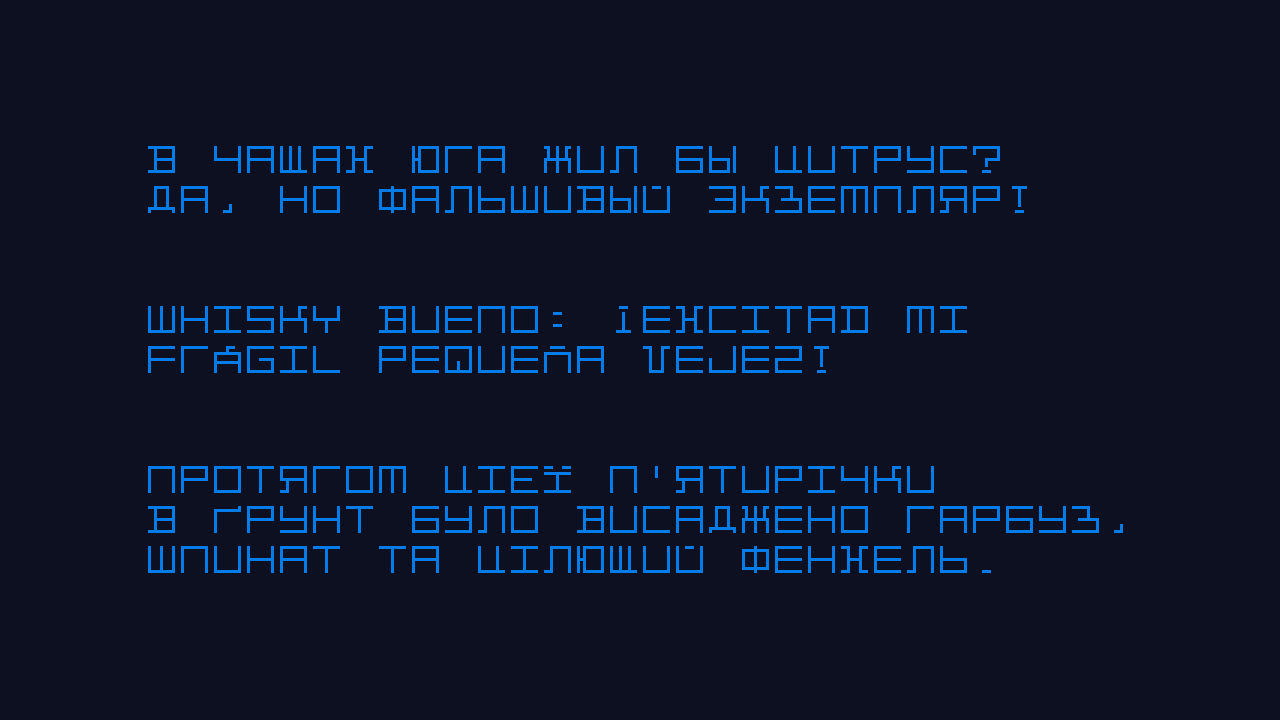 В ЧАЩАХ ЮГА ЖИЛ БЫ ЦИТРУС?
ДА, НО ФАЛЬШИВЫЙ ЭКЗЕМПЛЯР!
WHISKY BUENO: ¡EXCITAD MI
FRÁGIL PEQUEÑA VEJEZ!
ПРОТЯГОМ ЦІЄЇ П'ЯТИРІЧКИ
В ҐРУНТ БУЛО ВИСАДЖЕНО ГАРБУЗ,
ШПИНАТ ТА ЦІЛЮЩИЙ ФЕНХЕЛЬ.